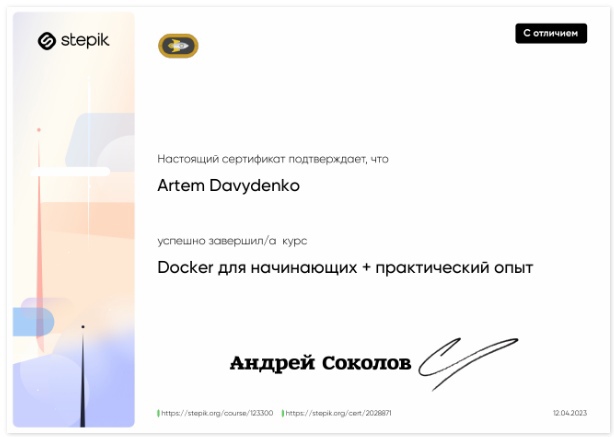 stepik
С отличием
Настоящий сертификат подтверждает, что
Artem Davydenko
успешно завершил/а курс
Docker для начинающих + практический опыт
Андрей Соколов
https://stepik.org/course/123300 https://stepik.org/cert/2028871 12.04.2023